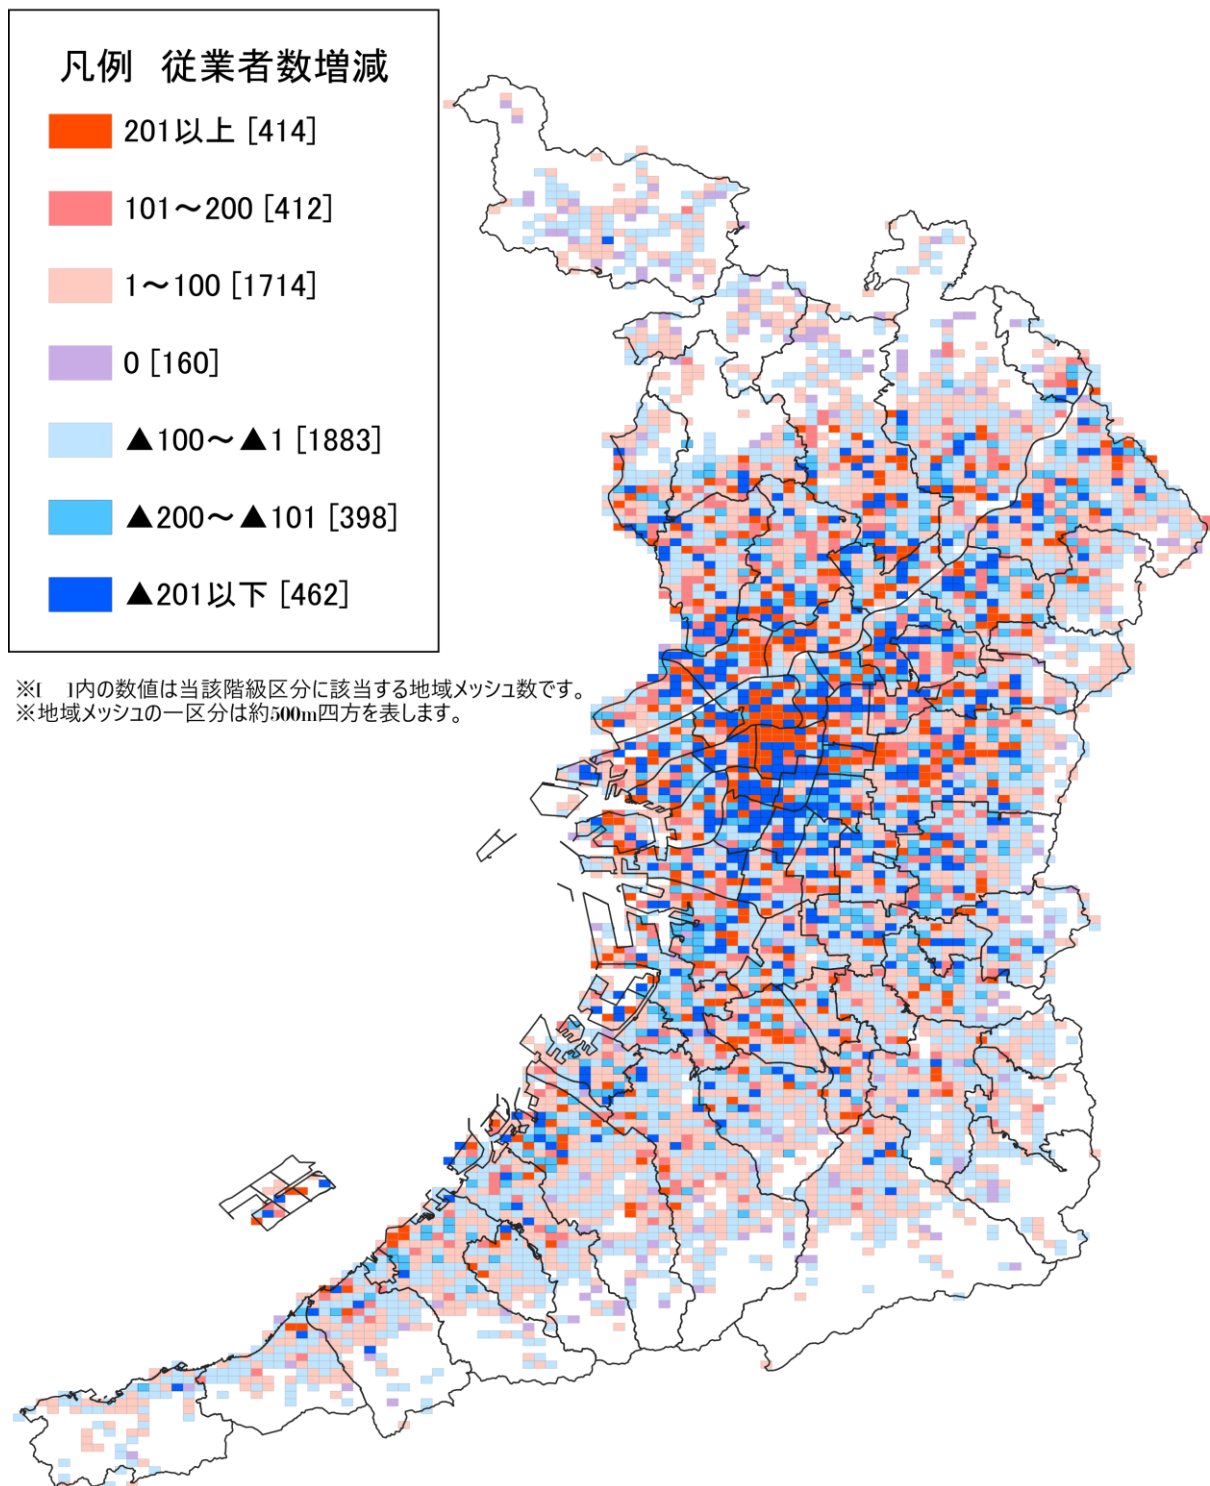 凡例 従業者数増減
201以上 [414]
101～200 [412]
1～100 [1714]
0 [160]
▲100～▲1 [1883]
▲200～▲101 [398]
▲201以下 [462]
※[ ]内の数値は当該階級区分に該当する地域メッシュ数です。
※地域メッシュの一区分は約500m四方を表します。